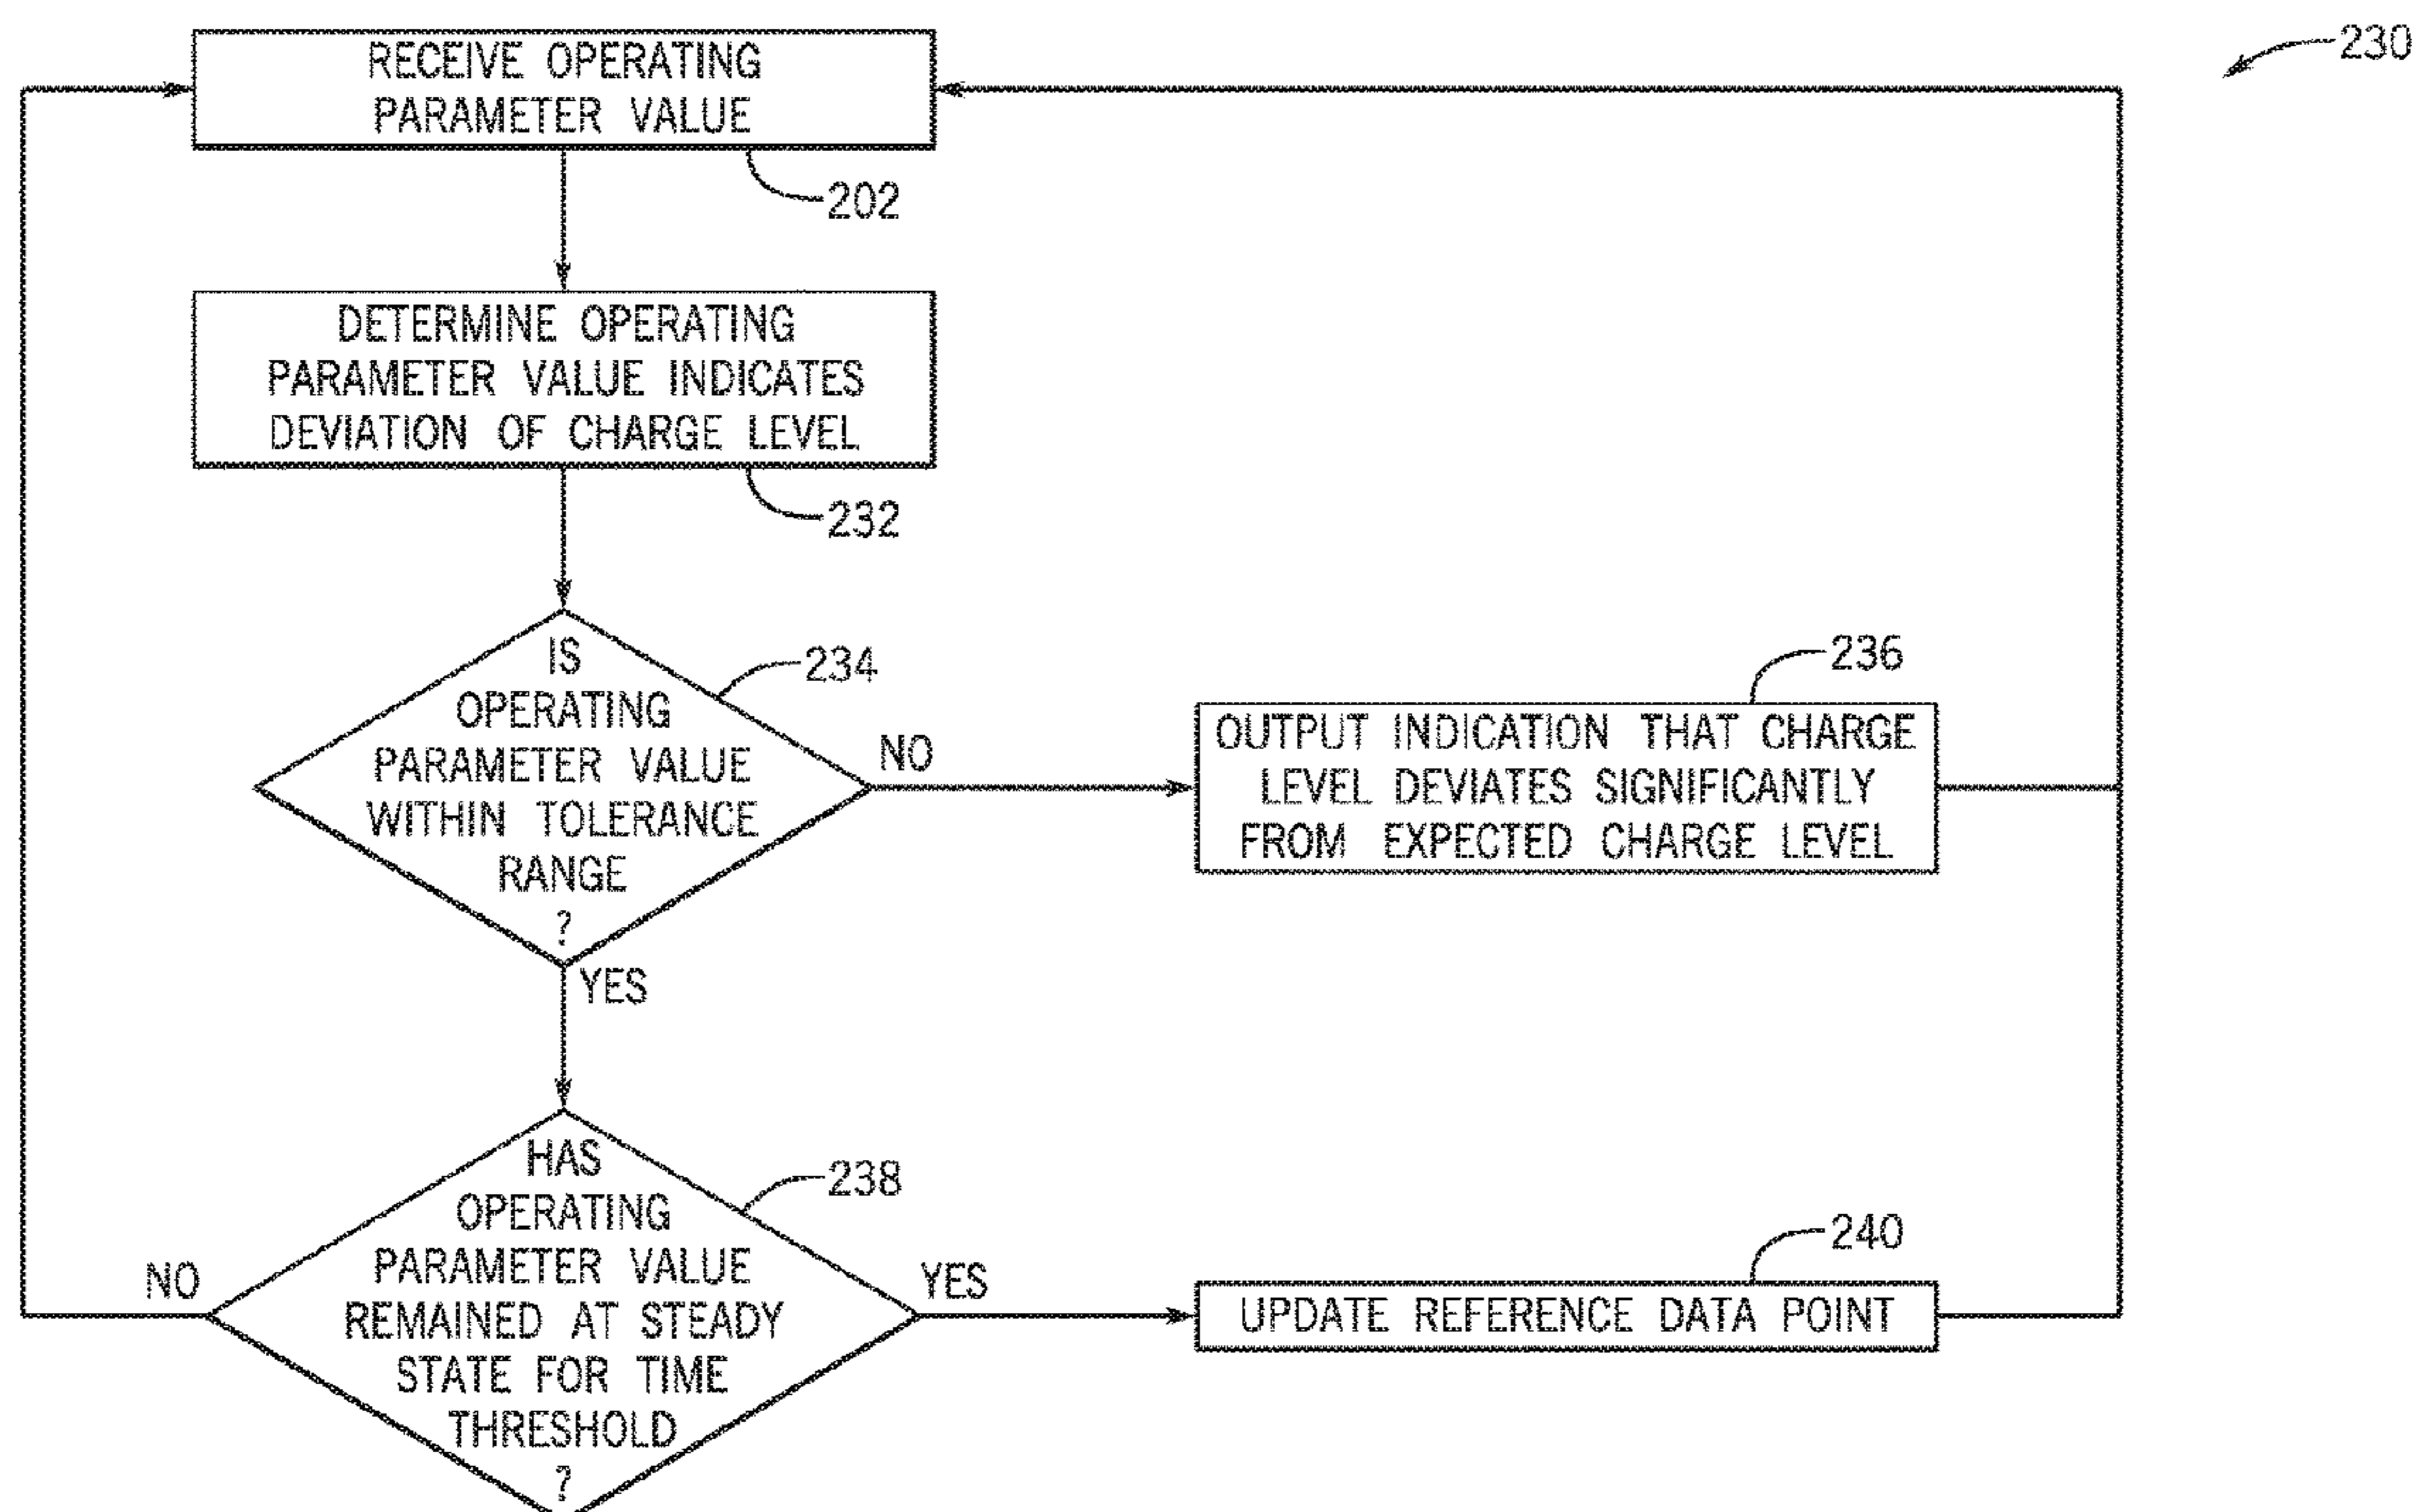 230
RECEIVE OPERATING
PARAMETER VALUE
202
DETERMINE OPERATING
PARAMETER VALUE INDICATES
DEVIATION OF CHARGE LEVEL
232
IS
OPERATING
PARAMETER VALUE
WITHIN TOLERANCE
RANGE
?
234
NO
YES
236
OUTPUT INDICATION THAT CHARGE
LEVEL DEVIATES SIGNIFICANTLY
FROM EXPECTED CHARGE LEVEL
HAS
OPERATING
PARAMETER VALUE
REMAINED AT STEADY
STATE FOR TIME
THRESHOLD
?
238
NO
YES
240
UPDATE REFERENCE DATA POINT